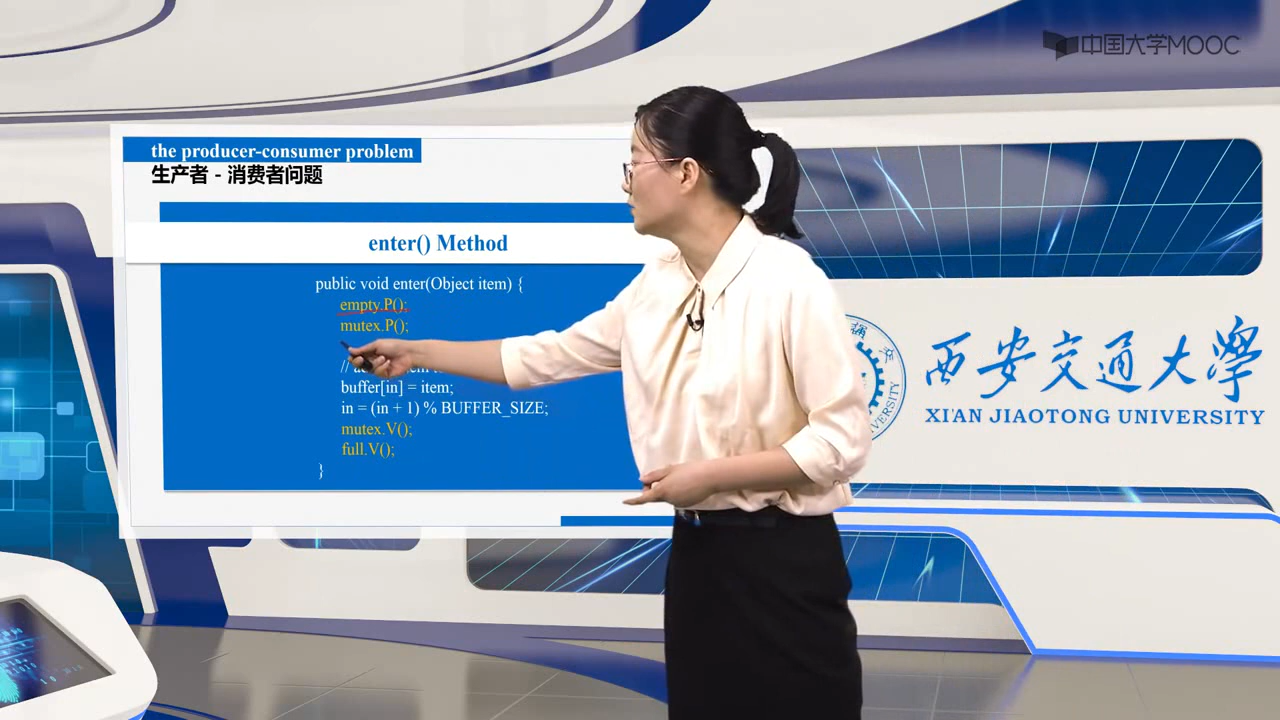 中国大学MOOC
the producer-consumer problem
生产者 - 消费者问题
enter() Method
public void enter(Object item) {
empty.P();
mutex.P();
//
buffer[in] = item;
in = (in + 1) % BUFFER_SIZE;
mutex.V();
full.V();
}
西安交通大學
XI'AN JIAOTONG UNIVERSITY